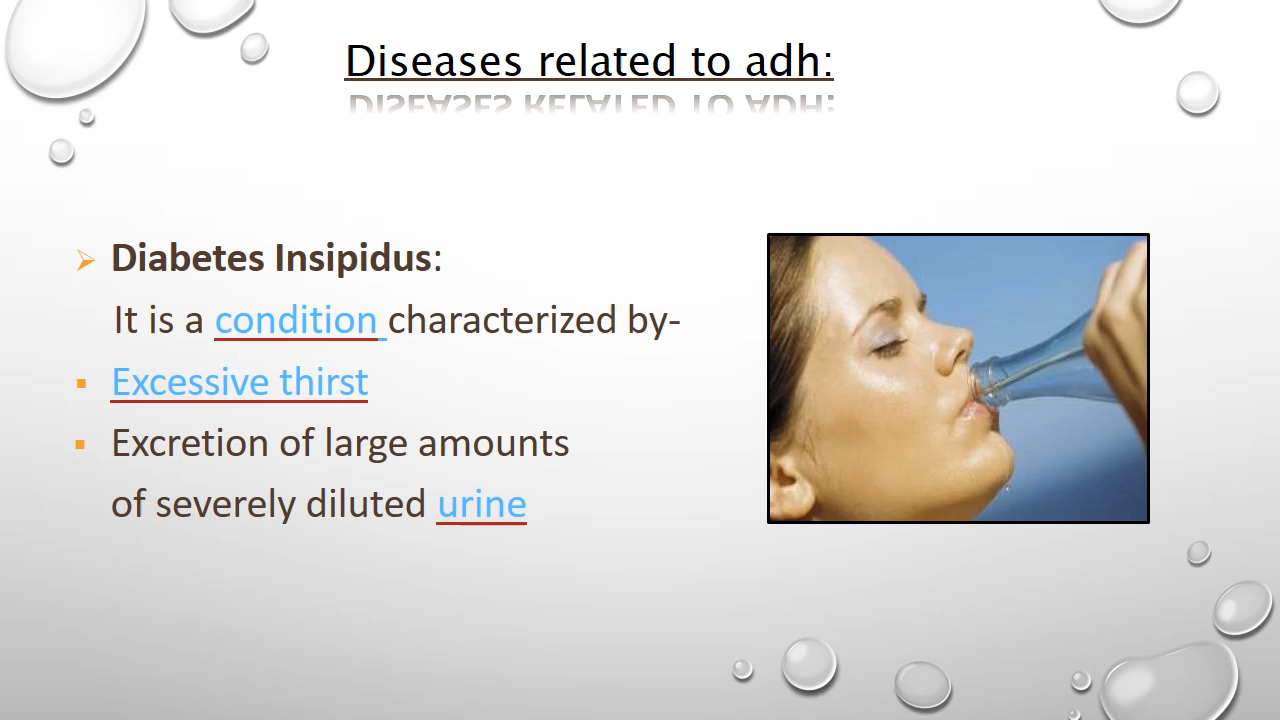 Diseases related to adh:
Diabetes Insipidus:
It is a condition characterized by-
Excessive thirst
Excretion of large amounts
of severely diluted urine